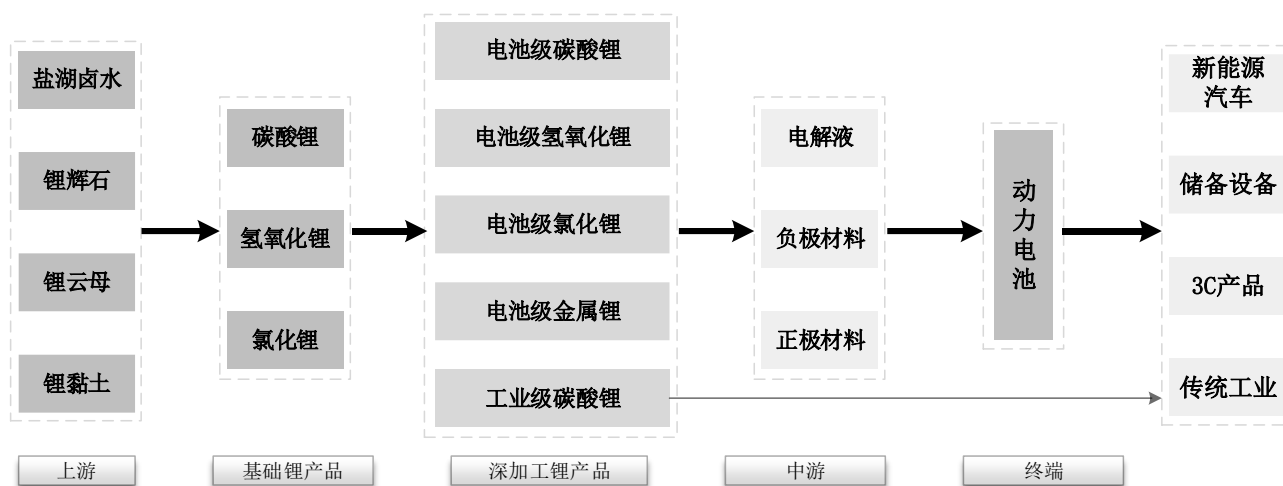 盐湖卤水
锂辉石
锂云母
锂黏土
碳酸锂
氢氧化锂
氯化锂
电池级碳酸锂
电池级氢氧化锂
电池级氯化锂
电池级金属锂
工业级碳酸锂
电解液
负极材料
正极材料
动
力
电
池
新能源
汽车
储备设备
3C产品
传统工业
上游
基础锂产品
深加工锂产品
中游
终端